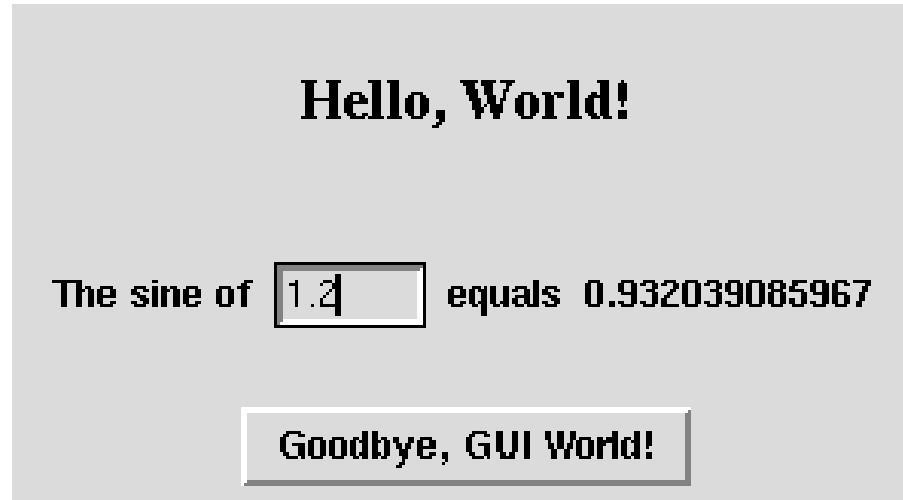 Hello, World!
The sine of 1.2 equals 0.932039085967
Goodbye, GUI World!